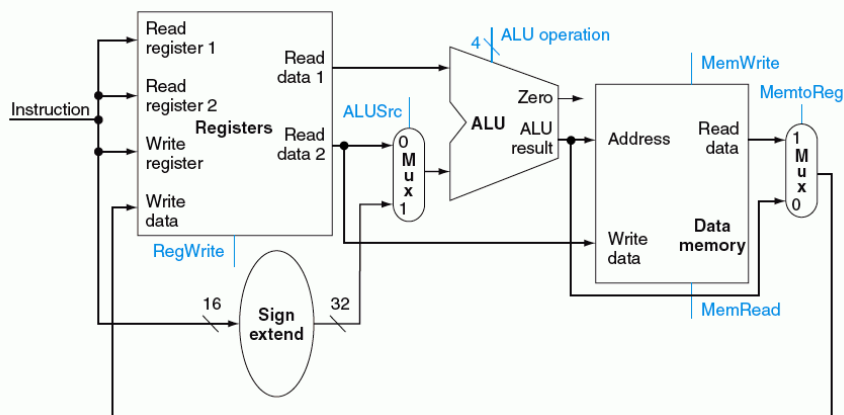 Instruction
Read
register 1
Read
register 2
Write
register
Write
data
Registers
Read
data 1
Read
data 2
RegWrite
16
Sign
extend
32
ALUSrc
0
M
u
x
1
4
ALU operation
ALU
Zero
ALU
result
MemWrite
Address
Read
data
Write
data
Data
memory
MemRead
MemtoReg
1
M
u
x
0